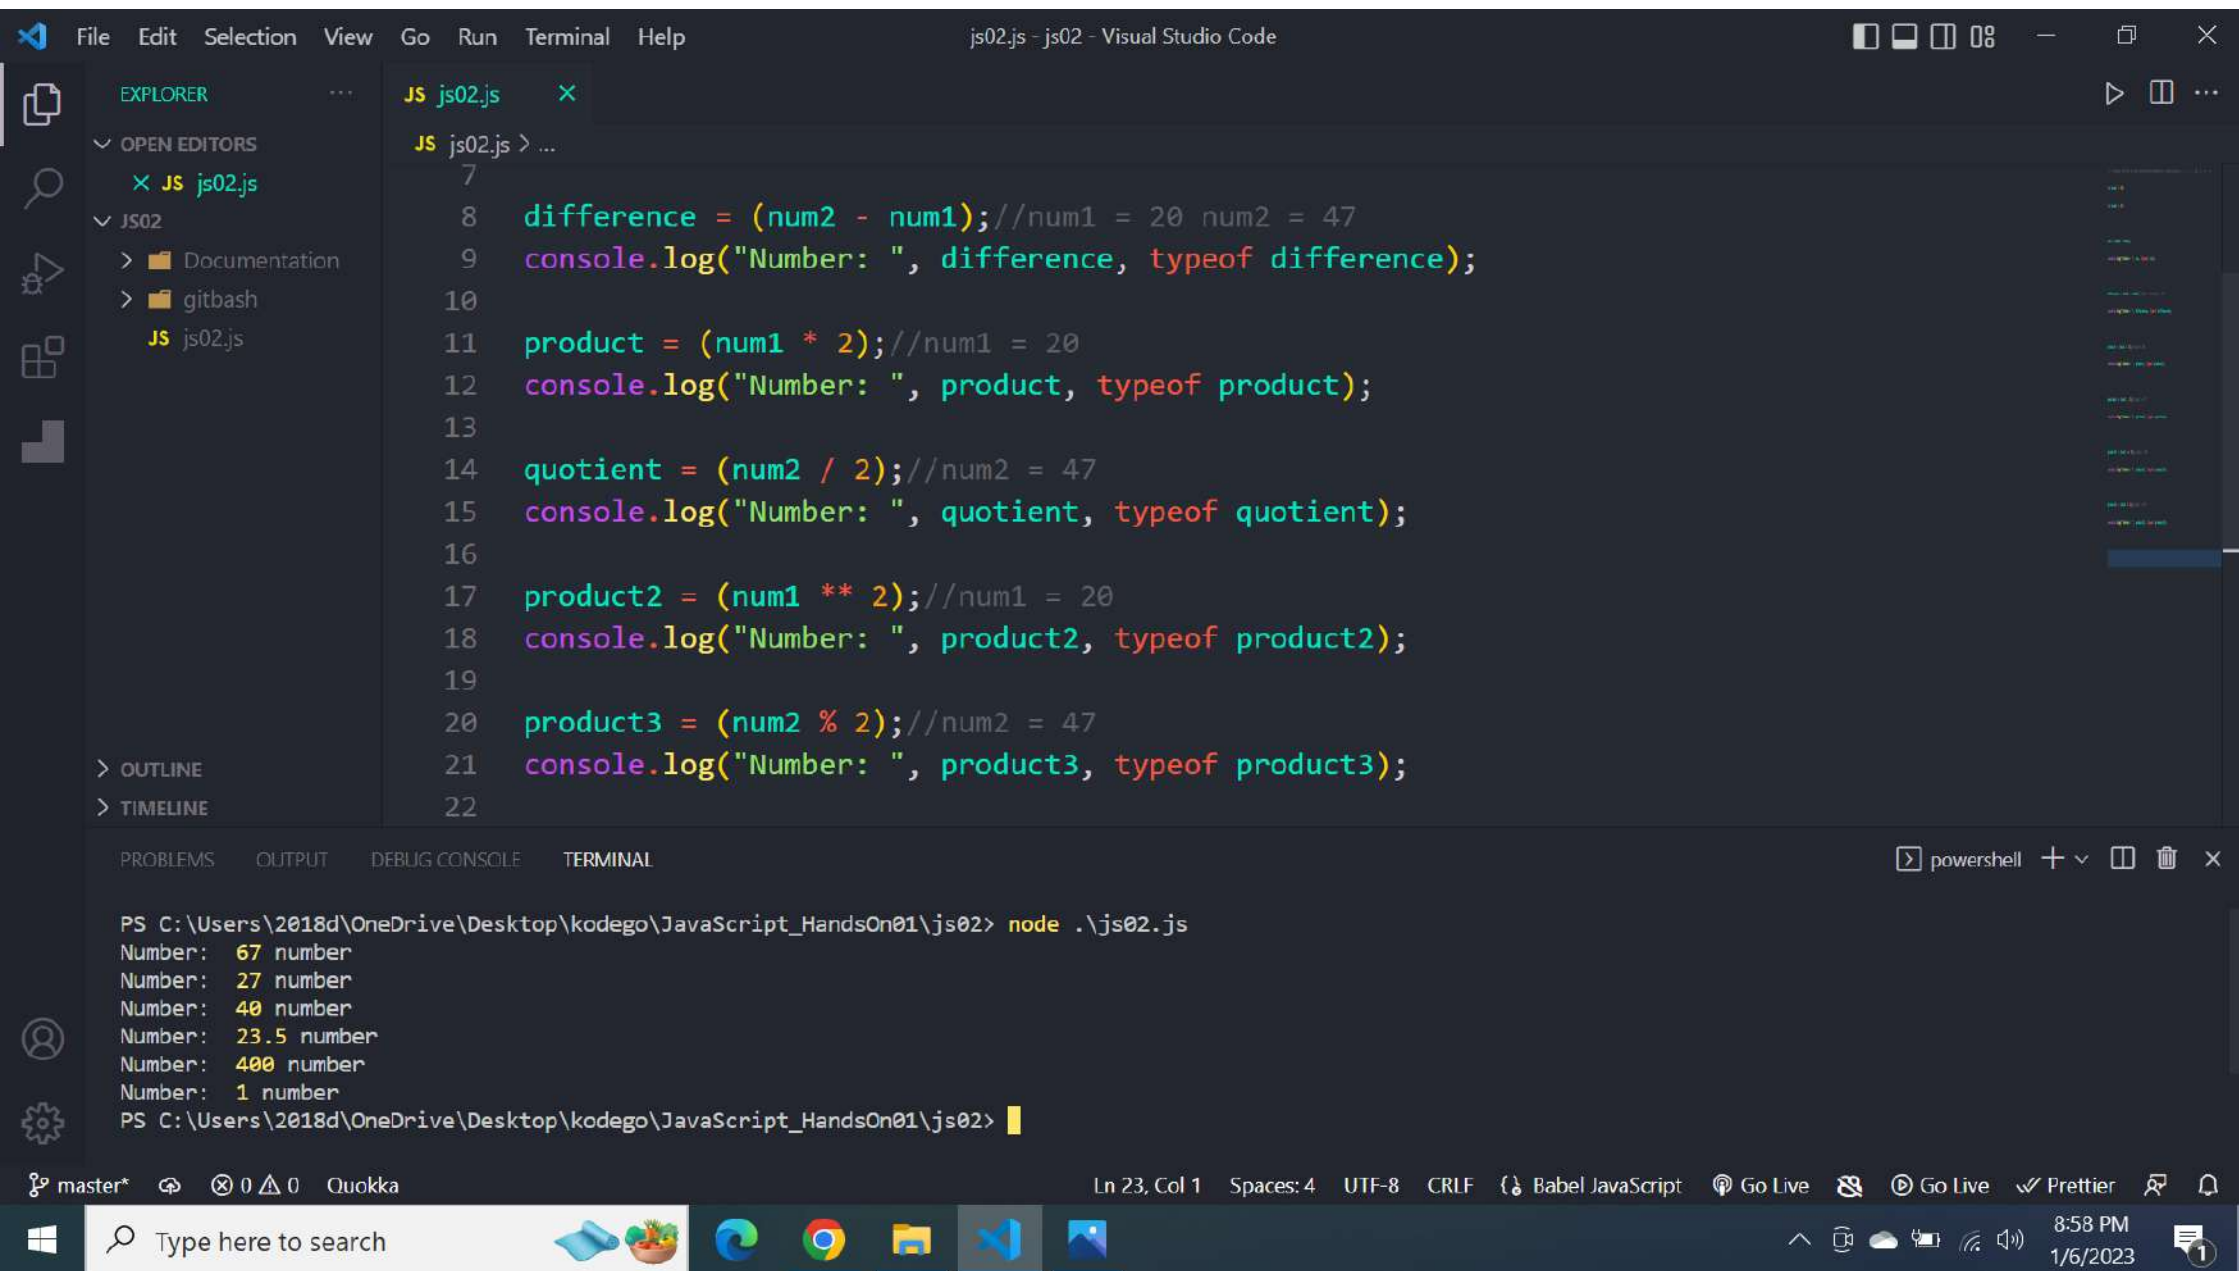 File Edit Selection View Go Run Terminal Help js02.js - js02 - Visual Studio Code
EXPLORER
OPEN EDITORS
JS js02.js
JS02
Documentation
gitbash
JS js02.js
OUTLINE
TIMELINE
JS js02.js
JS js02.js > ...
7
8 difference = (num2 - num1);//num1 = 20 num2 = 47
9 console.log("Number: ", difference, typeof difference);
10
11 product = (num1 * 2);//num1 = 20
12 console.log("Number: ", product, typeof product);
13
14 quotient = (num2 / 2);//num2 = 47
15 console.log("Number: ", quotient, typeof quotient);
16
17 product2 = (num1 ** 2);//num1 = 20
18 console.log("Number: ", product2, typeof product2);
19
20 product3 = (num2 % 2);//num2 = 47
21 console.log("Number: ", product3, typeof product3);
22
PROBLEMS OUTPUT DEBUG CONSOLE TERMINAL powershell
PS C:\Users\2018d\OneDrive\Desktop\kodego\JavaScript_HandsOn01\js02> node .\js02.js
Number:  67 number
Number:  27 number
Number:  40 number
Number:  23.5 number
Number:  400 number
Number:  1 number
PS C:\Users\2018d\OneDrive\Desktop\kodego\JavaScript_HandsOn01\js02>
master* 0 0 Quokka Ln 23, Col 1 Spaces: 4 UTF-8 CRLF Babel JavaScript Go Live Go Live Prettier
Type here to search
8:58 PM
1/6/2023
1